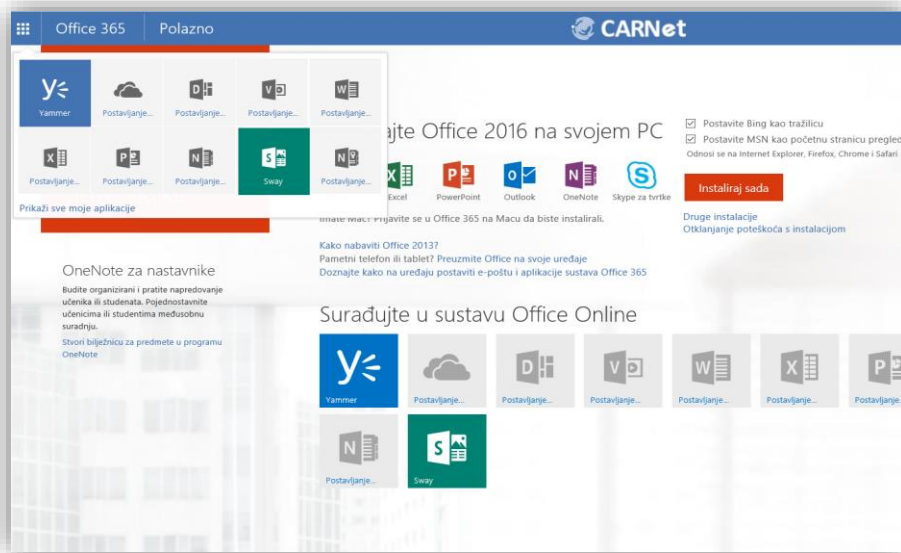 Office 365 Polazno CARNet
Yammer Postavljanje... Postavljanje... Postavljanje... Postavljanje...
Postavljanje... Postavljanje... Postavljanje... Sway Postavljanje...
Prikaži sve moje aplikacije
ajte Office 2016 na svojem PC
Excel PowerPoint Outlook OneNote Skype za tvrtke
Imate Mac? Prijavite se u Office 365 na Macu da biste instalirali.
Kako nabaviti Office 2013?
Pametni telefon ili tablet? Preuzmite Office na svoje uređaje
Doznajte kako na uređaju postaviti e-poštu i aplikacije sustava Office 365
Postavite Bing kao tražilicu
Postavite MSN kao početnu stranicu pregled
Odnosi se na Internet Explorer, Firefox, Chrome i Safari
Instaliraj sada
Druge instalacije
Otklanjanje poteškoća s instalacijom
OneNote za nastavnike
Budite organizirani i pratite napredovanje
učenika ili studenata. Pojednostavnite
učenicima ili studentima međusobnu
suradnju.
Stvori bilježnicu za predmete u programu
OneNote
Surađujte u sustavu Office Online
Yammer Postavljanje... Postavljanje... Postavljanje... Postavljanje... Postavljanje... Postavljanje
Postavljanje... Sway